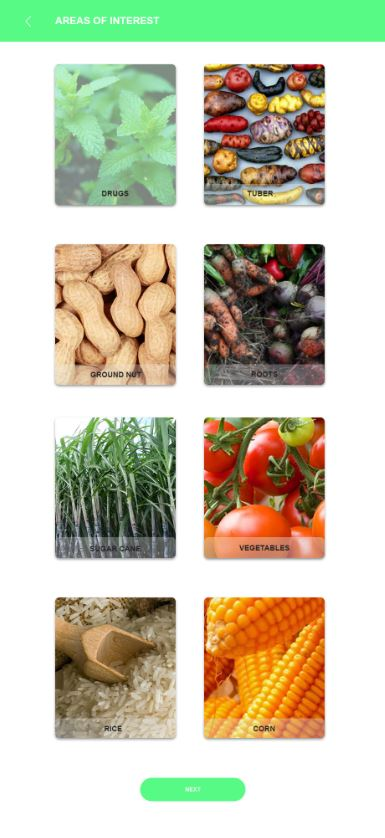 AREAS OF INTEREST
DRUGS
TUBER
GROUND NUT
ROOTS
SUGAR CANE
VEGETABLES
RICE
CORN
NEXT